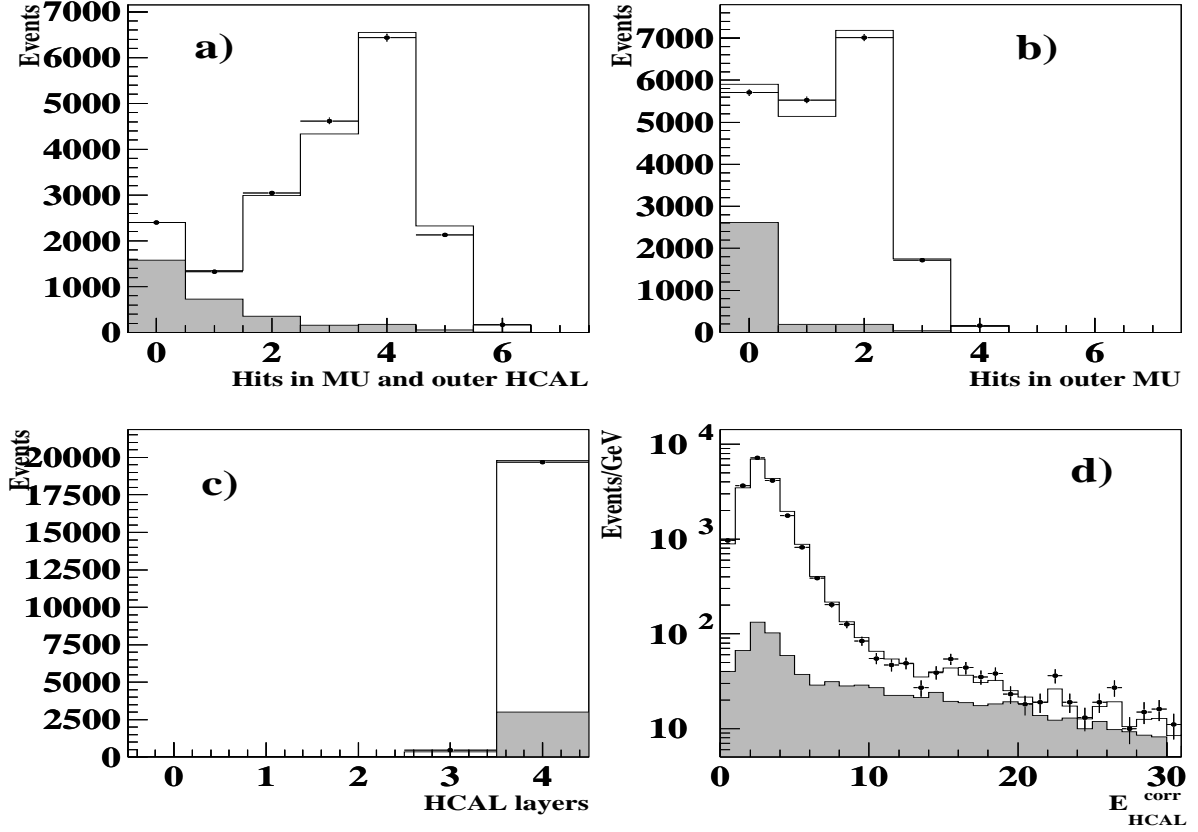 Events
a)
7000
6000
5000
4000
3000
2000
1000
0
0 2 4 6
Hits in MU and outer HCAL
Events
b)
7000
6000
5000
4000
3000
2000
1000
0
0 2 4 6
Hits in outer MU
Events
c)
20000
17500
15000
12500
10000
7500
5000
2500
0
0 1 2 3 4
HCAL layers
Events/GeV
d)
10 4
10 3
10 2
10
0 10 20 30
E corr HCAL